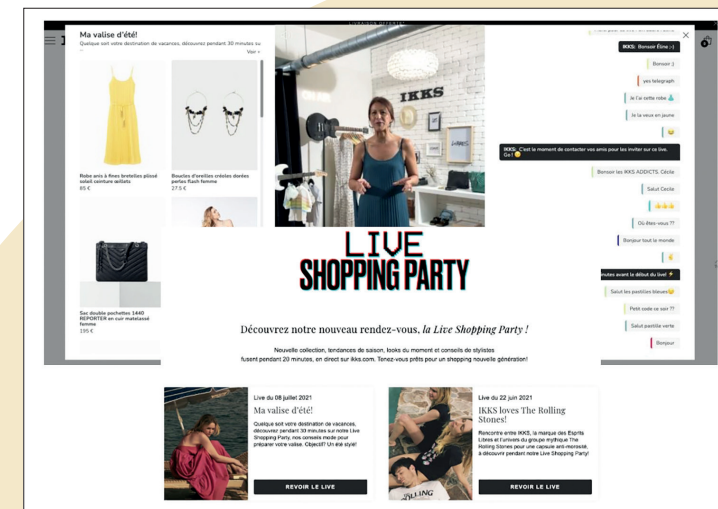 LIVRAISON OFFERTE
Ma valise d'été!
Quelque soit votre destination de vacances, découvrez pendant 30 minutes su
...
Voir +
Robe anis à fines bretelles plissé
soleil ceinture œillets
85 €
Boucles d'oreilles créoles dorées
perles flash femme
27.5 €
Sac double pochettes 1440
REPORTER en cuir matelassé
femme
195 €
IKKS
IKKS: Bonsoir Éline :)
Bonsoir :)
yes telegraph
Je l'ai cette robe
Je la veux en jaune
IKKS: C'est le moment de contacter vos amis pour les inviter sur ce live.
Go !
Bonsoir les IKKS ADDICTS. Cécile
Salut Cecile
Où êtes-vous ??
Bonjour tout le monde
nutes avant le début du live!
Salut les pastilles bleues
Petit code ce soir ??
Salut pastille verte
Bonjour
LIVE
SHOPPING PARTY
Découvrez notre nouveau rendez-vous, la Live Shopping Party !
Nouvelle collection, tendances de saison, looks du moment et conseils de stylistes
fusent pendant 20 minutes, en direct sur ikks.com. Tenez-vous prêts pour un shopping nouvelle génération!
Live du 08 juillet 2021
Ma valise d'été!
Quelque soit votre destination de vacances,
découvrez pendant 30 minutes sur notre Live
Shopping Party, nos conseils mode pour
préparer votre valise. Objectif? Un été stylé!
REVOIR LE LIVE
Live du 22 juin 2021
IKKS loves The Rolling
Stones!
Rencontre entre IKKS, la marque des Esprits
Libres et l'univers du groupe mythique The
Rolling Stones pour une capsule anti-morosité,
à découvrir pendant notre Live Shopping Party!
REVOIR LE LIVE